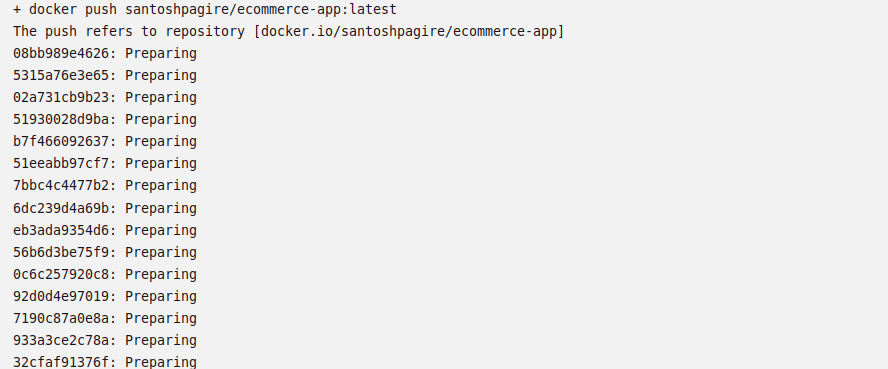 + docker push santoshpagire/ecommerce-app:latest
The push refers to repository [docker.io/santoshpagire/ecommerce-app]
08bb989e4626: Preparing
5315a76e3e65: Preparing
02a731cb9b23: Preparing
51930028d9ba: Preparing
b7f466092637: Preparing
51eeabb97cf7: Preparing
7bbc4c4477b2: Preparing
6dc239d4a69b: Preparing
eb3ada9354d6: Preparing
56b6d3be75f9: Preparing
0c6c257920c8: Preparing
92d0d4e97019: Preparing
7190c87a0e8a: Preparing
933a3ce2c78a: Preparing
32cfaf91376f: Preparing